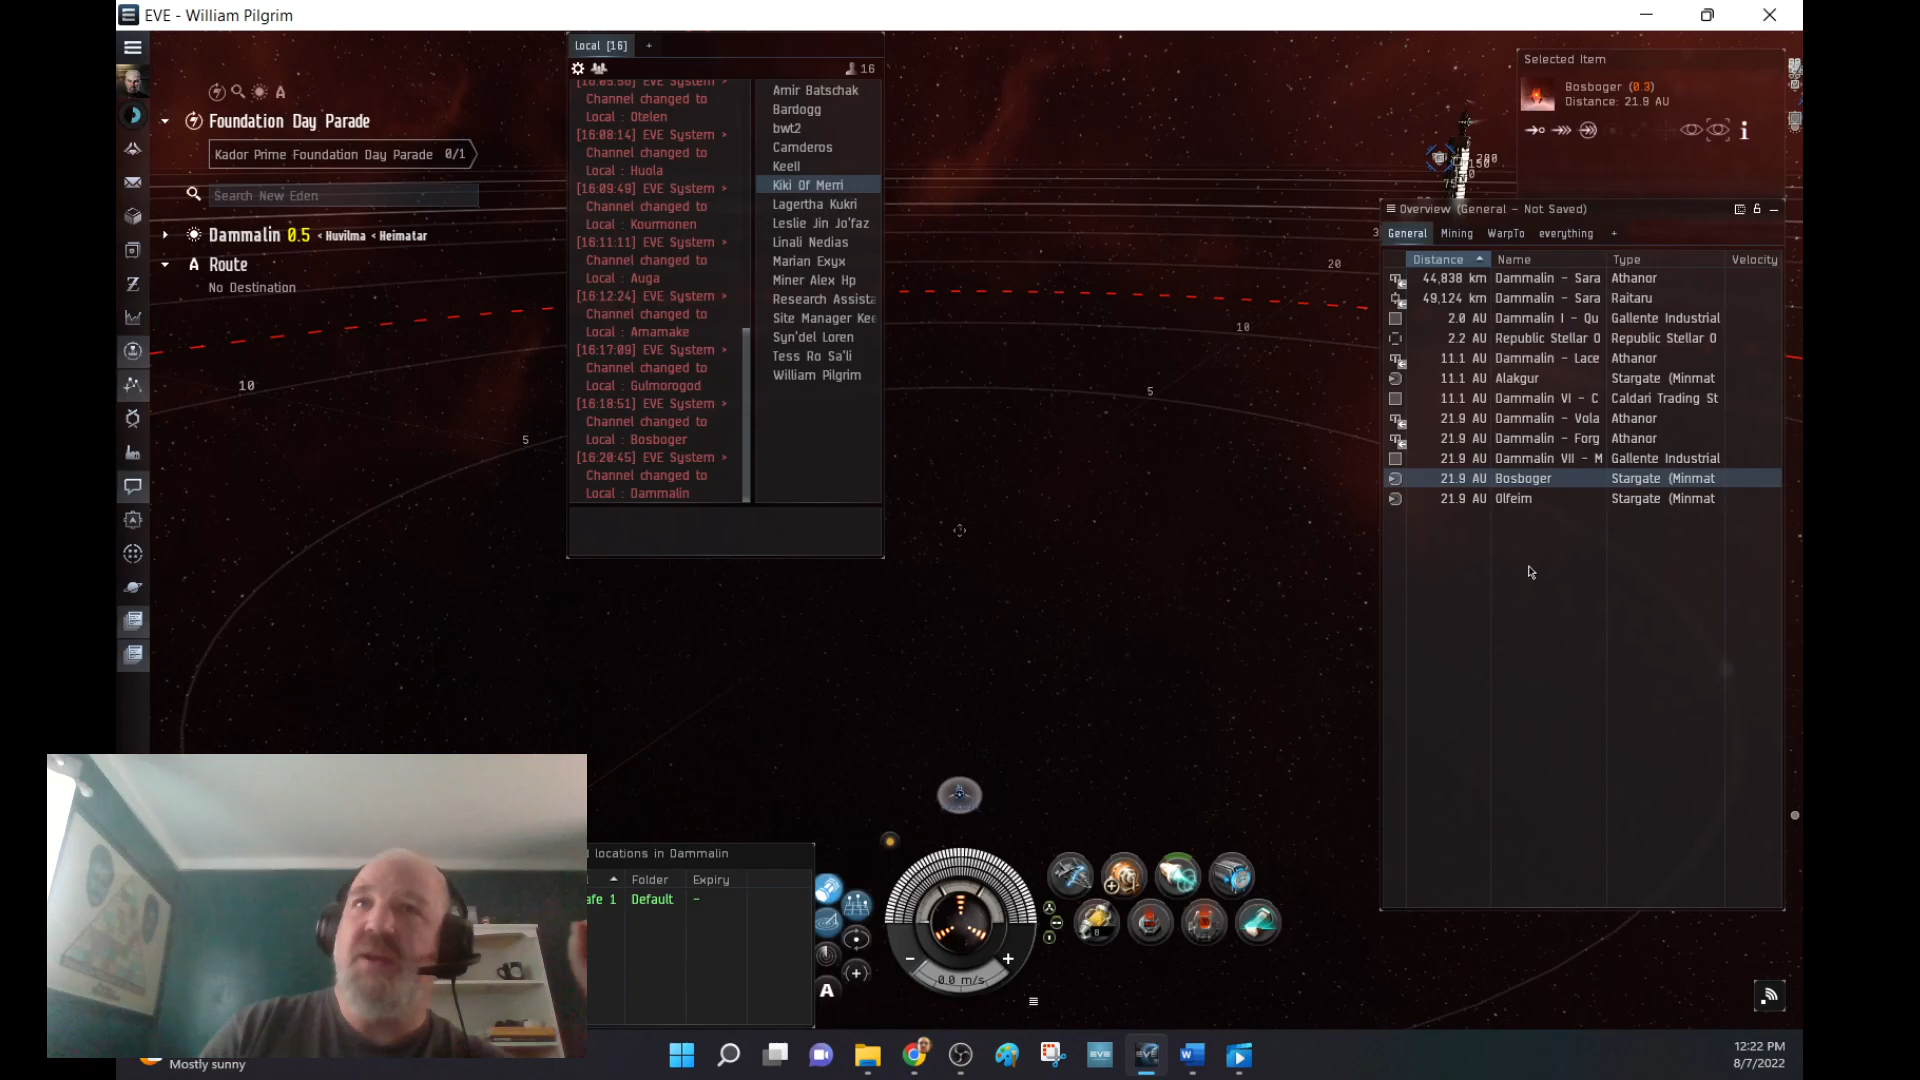 EVE - William Pilgrim
A
Foundation Day Parade
Kador Prime Foundation Day Parade 0/1
Search New Eden
Dammalin 0.5 < Huvilma < Heimatar
A Route
No Destination
Local [16]
+
16
[16:05:56] EVE System >
Channel changed to
Local : Otelen
[16:08:14] EVE System >
Channel changed to
Local : Huola
[16:09:49] EVE System >
Channel changed to
Local : Kourmonen
[16:11:11] EVE System >
Channel changed to
Local : Auga
[16:12:24] EVE System >
Channel changed to
Local : Amamake
[16:17:09] EVE System >
Channel changed to
Local : Gulmorogod
[16:18:51] EVE System >
Channel changed to
Local : Bosboger
[16:20:45] EVE System >
Channel changed to
Local : Dammalin
Amir Batschak
Bardogg
bwt2
Camderos
Keell
Kiki Of Merri
Lagertha Kukri
Leslie Jin Jo'faz
Linali Nedias
Marian Exyx
Miner Alex Hp
Research Assista
Site Manager Kee
Syn'del Loren
Tess Ro Sa'li
William Pilgrim
Selected Item
Bosboger (0.3)
Distance: 21.9 AU
Overview (General - Not Saved)
General Mining WarpTo everything +
Distance Name Type Velocity
44,838 km Dammalin - Sara Athanor
49,124 km Dammalin - Sara Raitaru
2.0 AU Dammalin I - Qu Gallente Industrial
2.2 AU Republic Stellar O Republic Stellar O
11.1 AU Dammalin - Lace Athanor
11.1 AU Alakgur Stargate (Minmat
11.1 AU Dammalin VI - C Caldari Trading St
21.9 AU Dammalin - Vola Athanor
21.9 AU Dammalin - Forg Athanor
21.9 AU Dammalin VII - M Gallente Industrial
21.9 AU Bosboger Stargate (Minmat
21.9 AU Olfeim Stargate (Minmat
20
10
10
5
5
locations in Dammalin
Folder Expiry
afe 1 Default -
0.0 m/s
8
A
Mostly sunny
12:22 PM
8/7/2022